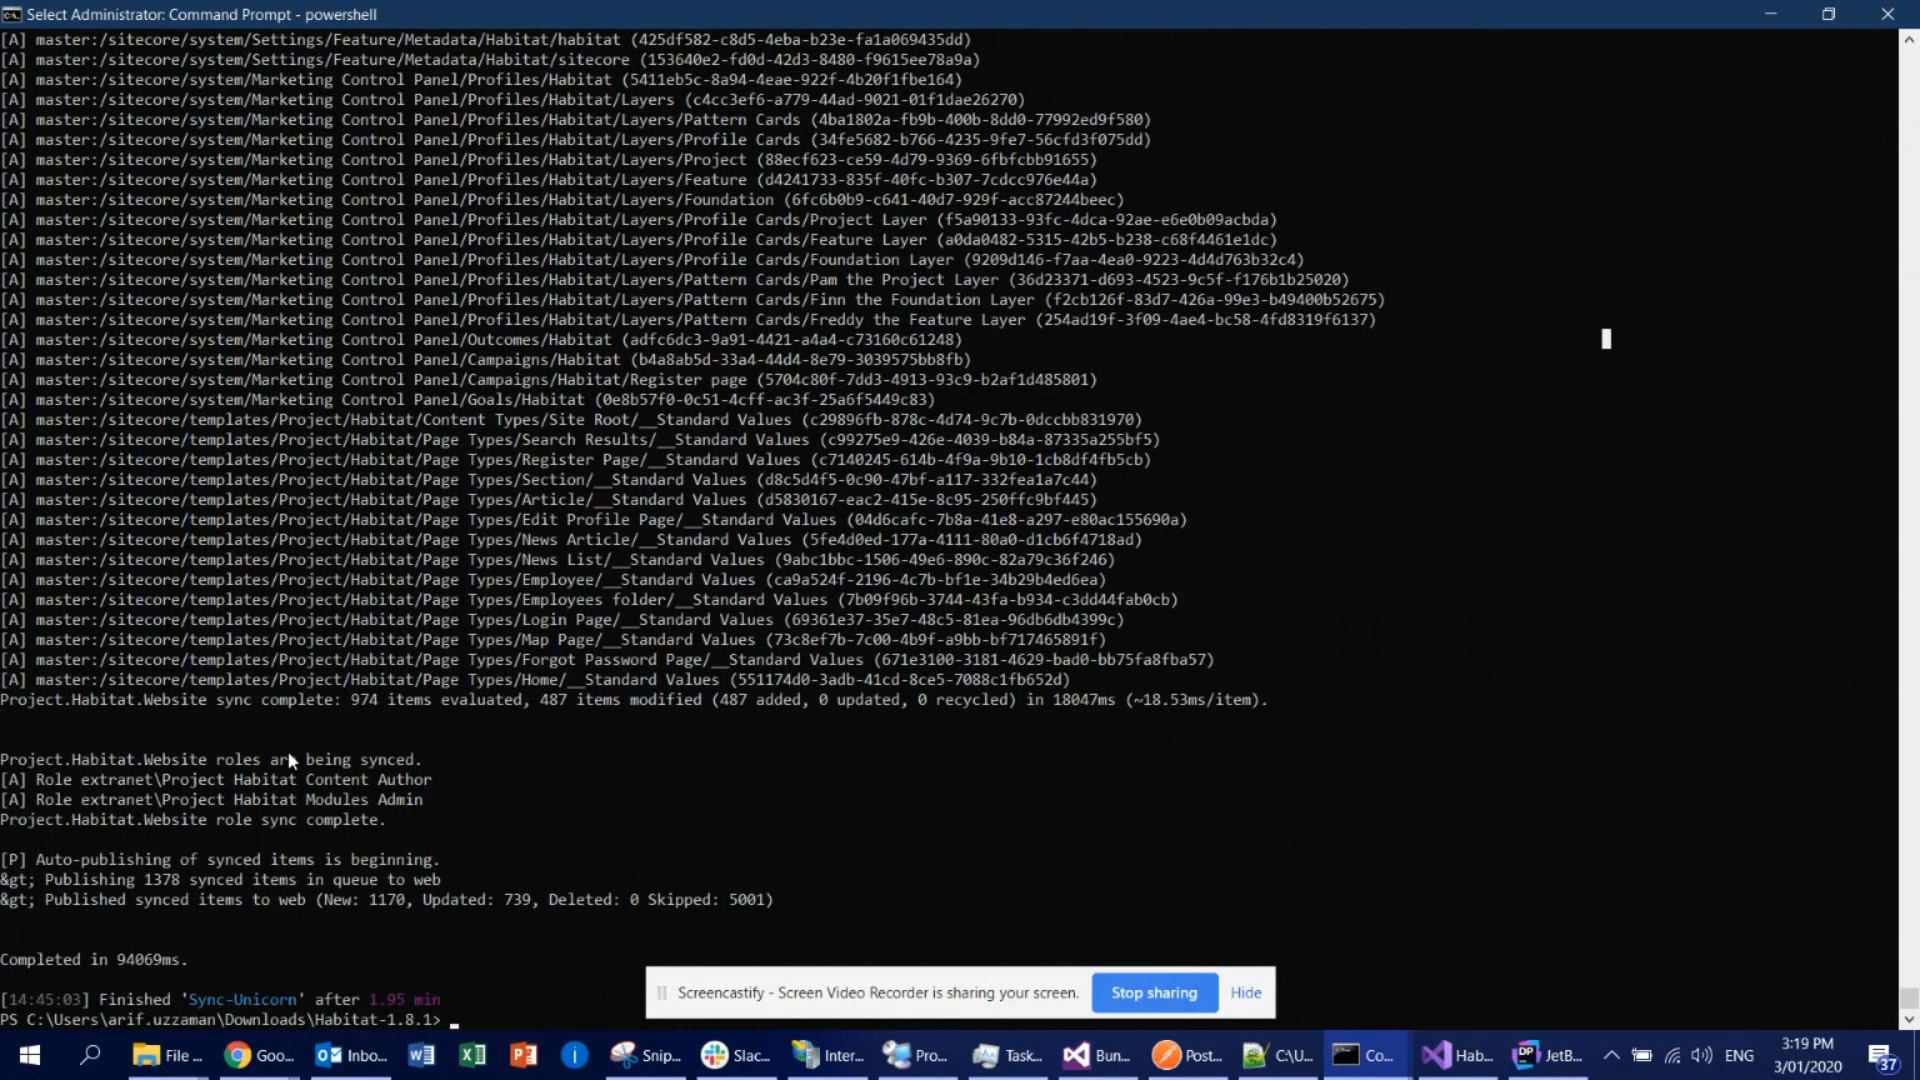 Select Administrator: Command Prompt - powershell
[A] master:/sitecore/system/Settings/Feature/Metadata/Habitat/habitat (425df582-c8d5-4eba-b23e-fa1a069435dd)
[A] master:/sitecore/system/Settings/Feature/Metadata/Habitat/sitecore (153640e2-fd0d-42d3-8480-f9615ee78a9a)
[A] master:/sitecore/system/Marketing Control Panel/Profiles/Habitat (5411eb5c-8a94-4eae-922f-4b20f1fbe164)
[A] master:/sitecore/system/Marketing Control Panel/Profiles/Habitat/Layers (c4cc3ef6-a779-44ad-9021-01f1dae26270)
[A] master:/sitecore/system/Marketing Control Panel/Profiles/Habitat/Layers/Pattern Cards (4ba1802a-fb9b-400b-8dd0-77992ed9f580)
[A] master:/sitecore/system/Marketing Control Panel/Profiles/Habitat/Layers/Profile Cards (34fe5682-b766-4235-9fe7-56cfd3f075dd)
[A] master:/sitecore/system/Marketing Control Panel/Profiles/Habitat/Layers/Project (88ecf623-ce59-4d79-9369-6fbfcbb91655)
[A] master:/sitecore/system/Marketing Control Panel/Profiles/Habitat/Layers/Feature (d4241733-835f-40fc-b307-7cdcc976e44a)
[A] master:/sitecore/system/Marketing Control Panel/Profiles/Habitat/Layers/Foundation (6fc6b0b9-c641-40d7-929f-acc87244beec)
[A] master:/sitecore/system/Marketing Control Panel/Profiles/Habitat/Layers/Profile Cards/Project Layer (f5a90133-93fc-4dca-92ae-e6e0b09acbda)
[A] master:/sitecore/system/Marketing Control Panel/Profiles/Habitat/Layers/Profile Cards/Feature Layer (a0da0482-5315-42b5-b238-c68f4461e1dc)
[A] master:/sitecore/system/Marketing Control Panel/Profiles/Habitat/Layers/Profile Cards/Foundation Layer (9209d146-f7aa-4ea0-9223-4d4d763b32c4)
[A] master:/sitecore/system/Marketing Control Panel/Profiles/Habitat/Layers/Pattern Cards/Pam the Project Layer (36d23371-d693-4523-9c5f-f176b1b25020)
[A] master:/sitecore/system/Marketing Control Panel/Profiles/Habitat/Layers/Pattern Cards/Finn the Foundation Layer (f2cb126f-83d7-426a-99e3-b49400b52675)
[A] master:/sitecore/system/Marketing Control Panel/Profiles/Habitat/Layers/Pattern Cards/Freddy the Feature Layer (254ad19f-3f09-4ae4-bc58-4fd8319f6137)
[A] master:/sitecore/system/Marketing Control Panel/Outcomes/Habitat (adfc6dc3-9a91-4421-a4a4-c73160c61248)
[A] master:/sitecore/system/Marketing Control Panel/Campaigns/Habitat (b4a8ab5d-33a4-44d4-8e79-3039575bb8fb)
[A] master:/sitecore/system/Marketing Control Panel/Campaigns/Habitat/Register page (5704c80f-7dd3-4913-93c9-b2af1d485801)
[A] master:/sitecore/system/Marketing Control Panel/Goals/Habitat (0e8b57f0-0c51-4cff-ac3f-25a6f5449c83)
[A] master:/sitecore/templates/Project/Habitat/Content Types/Site Root/__Standard Values (c29896fb-878c-4d74-9c7b-0dccbb831970)
[A] master:/sitecore/templates/Project/Habitat/Page Types/Search Results/__Standard Values (c99275e9-426e-4039-b84a-87335a255bf5)
[A] master:/sitecore/templates/Project/Habitat/Page Types/Register Page/__Standard Values (c7140245-614b-4f9a-9b10-1cb8df4fb5cb)
[A] master:/sitecore/templates/Project/Habitat/Page Types/Section/__Standard Values (d8c5d4f5-0c90-47bf-a117-332fea1a7c44)
[A] master:/sitecore/templates/Project/Habitat/Page Types/Article/__Standard Values (d5830167-eac2-415e-8c95-250ffc9bf445)
[A] master:/sitecore/templates/Project/Habitat/Page Types/Edit Profile Page/__Standard Values (04d6cafc-7b8a-41e8-a297-e80ac155690a)
[A] master:/sitecore/templates/Project/Habitat/Page Types/News Article/__Standard Values (5fe4d0ed-177a-4111-80a0-d1cb6f4718ad)
[A] master:/sitecore/templates/Project/Habitat/Page Types/News List/__Standard Values (9abc1bbc-1506-49e6-890c-82a79c36f246)
[A] master:/sitecore/templates/Project/Habitat/Page Types/Employee/__Standard Values (ca9a524f-2196-4c7b-bf1e-34b29b4ed6ea)
[A] master:/sitecore/templates/Project/Habitat/Page Types/Employees folder/__Standard Values (7b09f96b-3744-43fa-b934-c3dd44fab0cb)
[A] master:/sitecore/templates/Project/Habitat/Page Types/Login Page/__Standard Values (69361e37-35e7-48c5-81ea-96db6db4399c)
[A] master:/sitecore/templates/Project/Habitat/Page Types/Map Page/__Standard Values (73c8ef7b-7c00-4b9f-a9bb-bf717465891f)
[A] master:/sitecore/templates/Project/Habitat/Page Types/Forgot Password Page/__Standard Values (671e3100-3181-4629-bad0-bb75fa8fba57)
[A] master:/sitecore/templates/Project/Habitat/Page Types/Home/__Standard Values (551174d0-3adb-41cd-8ce5-7088c1fb652d)
Project.Habitat.Website sync complete: 974 items evaluated, 487 items modified (487 added, 0 updated, 0 recycled) in 18047ms (~18.53ms/item).
Project.Habitat.Website roles are being synced.
[A] Role extranet\Project Habitat Content Author
[A] Role extranet\Project Habitat Modules Admin
Project.Habitat.Website role sync complete.
[P] Auto-publishing of synced items is beginning.
&gt; Publishing 1378 synced items in queue to web
&gt; Published synced items to web (New: 1170, Updated: 739, Deleted: 0 Skipped: 5001)
Completed in 94069ms.
Screencastify - Screen Video Recorder is sharing your screen. Stop sharing Hide
[14:45:03] Finished 'Sync-Unicorn' after 1.95 min
PS C:\Users\arif.uzzaman\Downloads\Habitat-1.8.1>
File ... Goo... Inbo... Snip... Slac... Inter... Pro... Task... Bun... Post... C:\U... Co... Hab... JetB... ENG
3:19 PM
3/01/2020
37